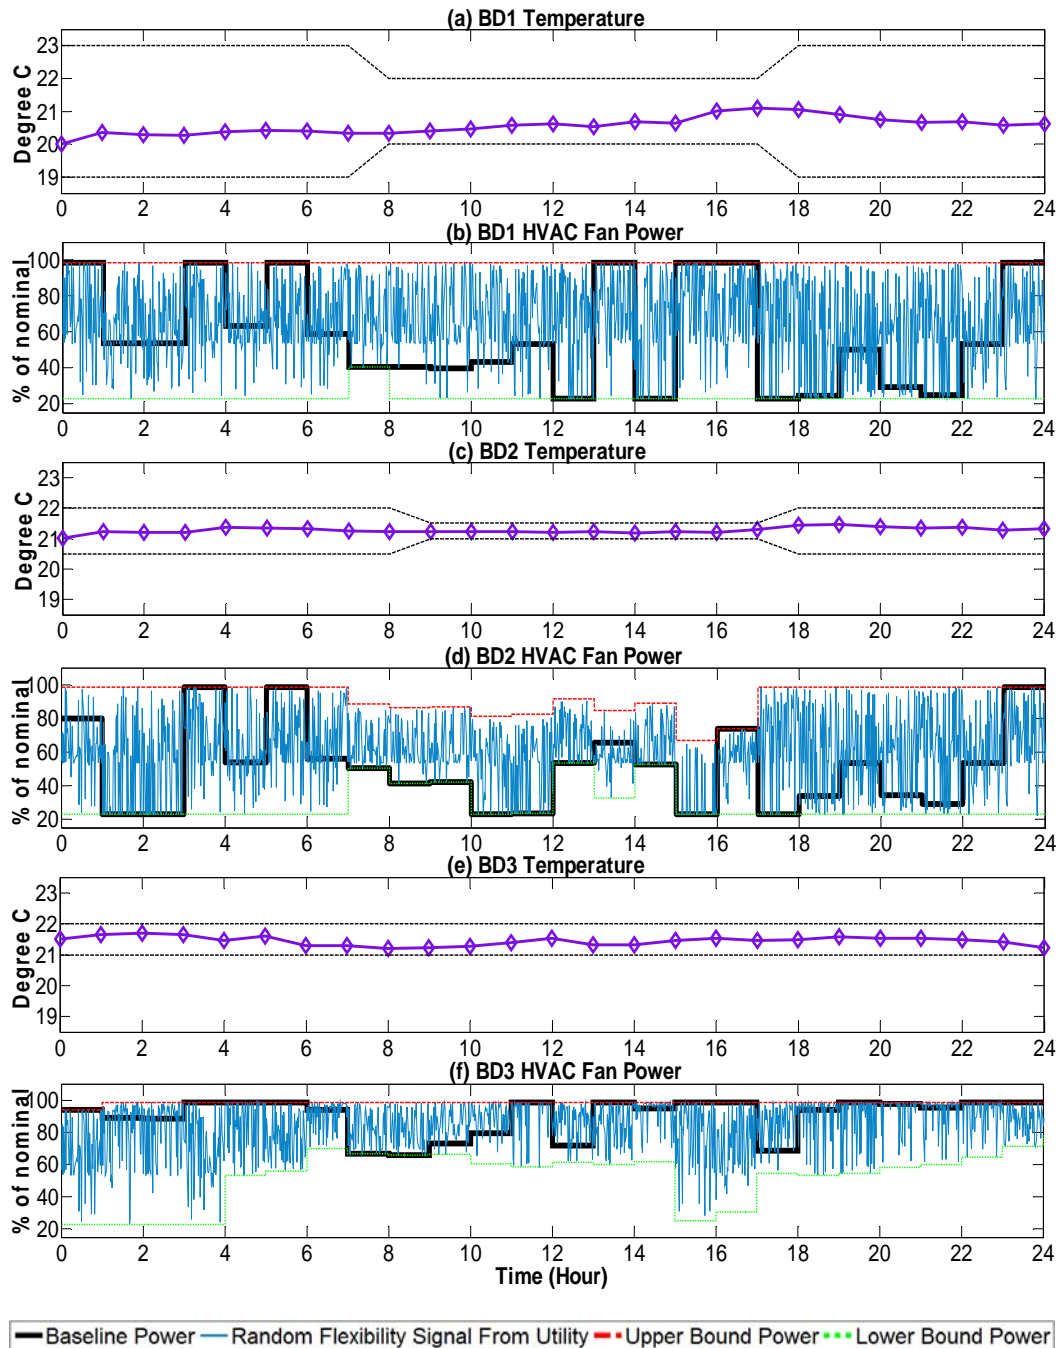 (a) BD1 Temperature
Degree C
23
22
21
20
19
0 2 4 6 8 10 12 14 16 18 20 22 24
(b) BD1 HVAC Fan Power
% of nominal
100
80
60
40
20
0 2 4 6 8 10 12 14 16 18 20 22 24
(c) BD2 Temperature
Degree C
23
22
21
20
19
0 2 4 6 8 10 12 14 16 18 20 22 24
(d) BD2 HVAC Fan Power
% of nominal
100
80
60
40
20
0 2 4 6 8 10 12 14 16 18 20 22 24
(e) BD3 Temperature
Degree C
23
22
21
20
19
0 2 4 6 8 10 12 14 16 18 20 22 24
(f) BD3 HVAC Fan Power
% of nominal
100
80
60
40
20
0 2 4 6 8 10 12 14 16 18 20 22 24
Time (Hour)
Baseline Power Random Flexibility Signal From Utility Upper Bound Power Lower Bound Power